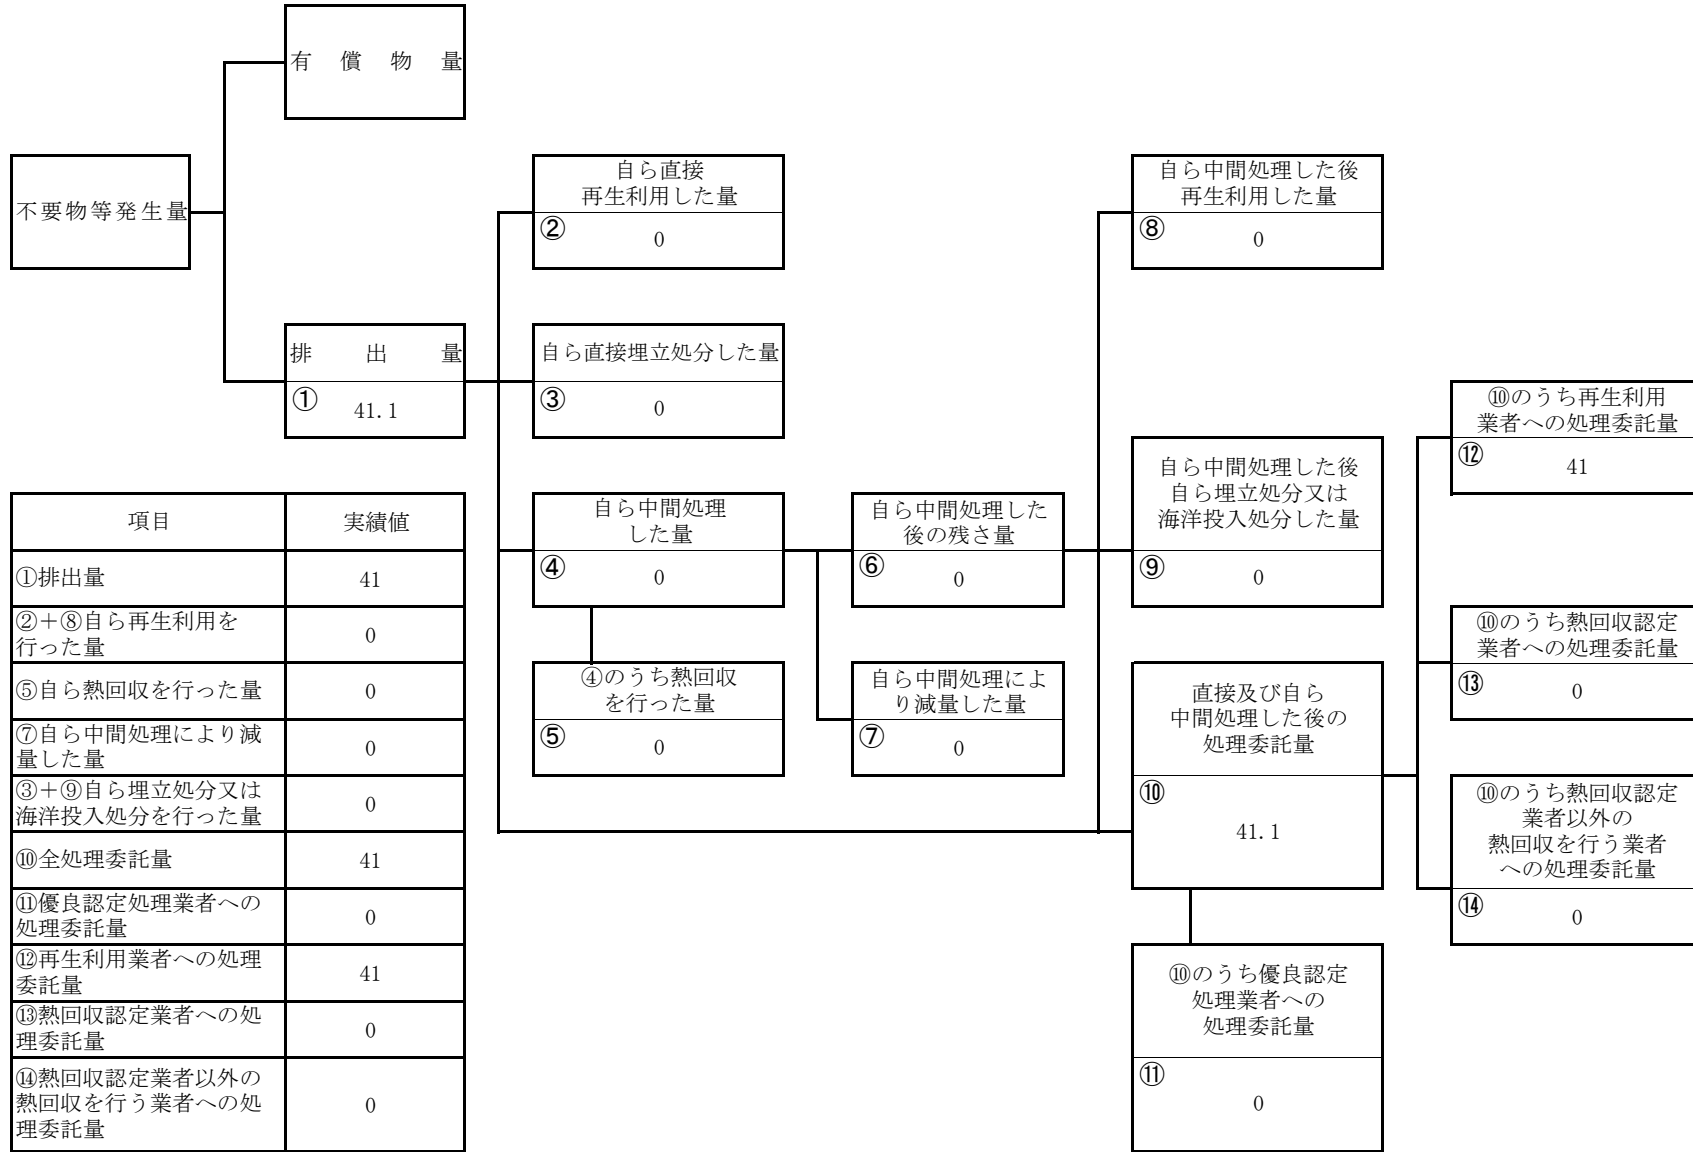 有償物量
不要物等発生量
排出量
①
41.1
自ら直接
再生利用した量
②
0
自ら直接埋立処分した量
③
0
自ら中間処理
した量
④
0
④のうち熱回収
を行った量
⑤
0
自ら中間処理した
後の残さ量
⑥
0
自ら中間処理によ
り減量した量
⑦
0
自ら中間処理した後
再生利用した量
⑧
0
自ら中間処理した後
自ら埋立処分又は
海洋投入処分した量
⑨
0
直接及び自ら
中間処理した後の
処理委託量
⑩
41.1
⑩のうち優良認定
処理業者への
処理委託量
⑪
0
⑩のうち再生利用
業者への処理委託量
⑫
41
⑩のうち熱回収認定
業者への処理委託量
⑬
0
⑩のうち熱回収認定
業者以外の
熱回収を行う業者
への処理委託量
⑭
0
項目 実績値
①排出量 41
②＋⑧自ら再生利用を
行った量 0
⑤自ら熱回収を行った量 0
⑦自ら中間処理により減
量した量 0
③＋⑨自ら埋立処分又は
海洋投入処分を行った量 0
⑩全処理委託量 41
⑪優良認定処理業者への
処理委託量 0
⑫再生利用業者への処理
委託量 41
⑬熱回収認定業者への処
理委託量 0
⑭熱回収認定業者以外の
熱回収を行う業者への処
理委託量 0